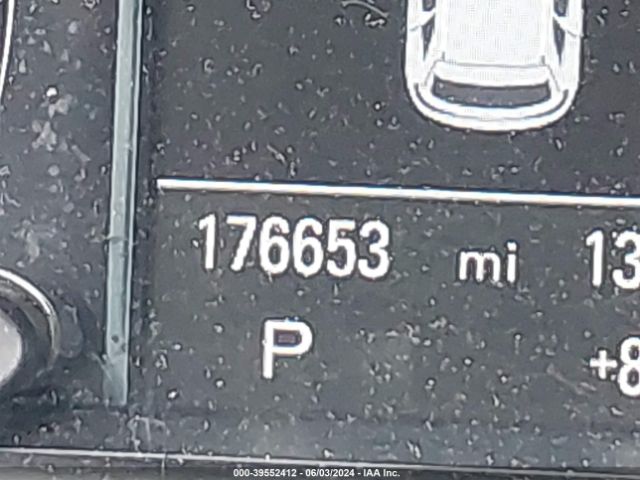 176653 mi 13
P +8
000-39552412 - 06/03/2024 - IAA Inc.